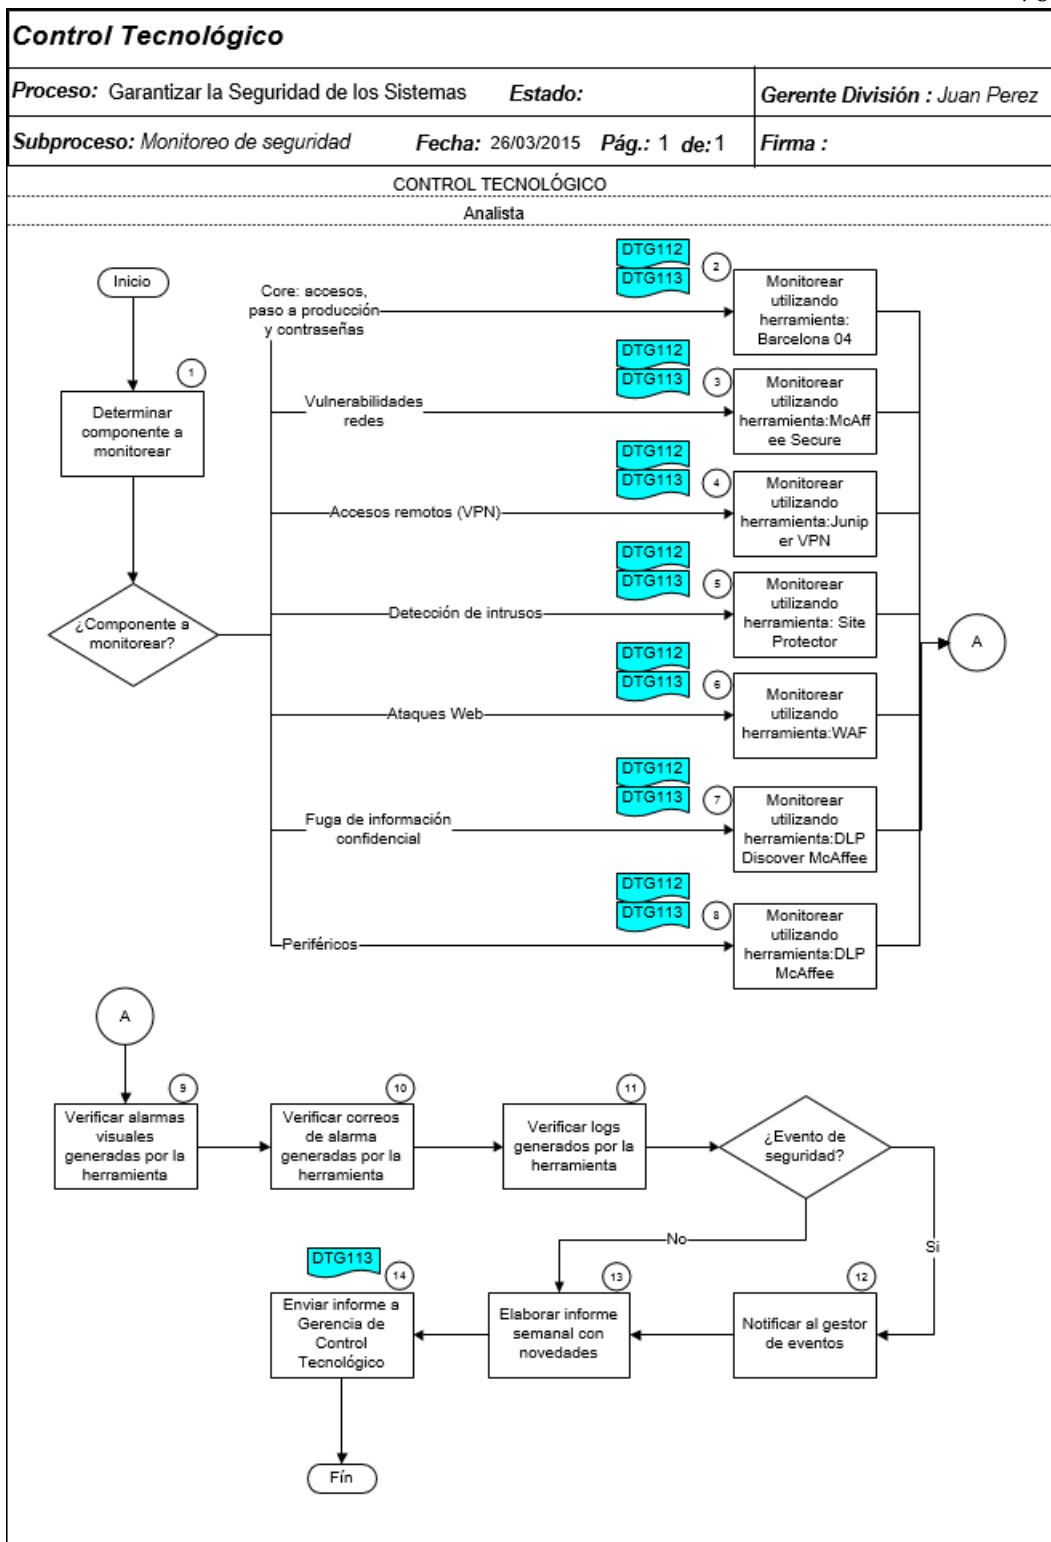 Control Tecnológico
Proceso: Garantizar la Seguridad de los Sistemas Estado: Gerente División : Juan Perez
Subproceso: Monitoreo de seguridad Fecha: 26/03/2015 Pág.: 1 de: 1 Firma :
CONTROL TECNOLÓGICO
Analista
Inicio
1
Determinar
componente a
monitorear
¿Componente a
monitorear?
Core: accesos,
paso a producción
y contraseñas
DTG112
DTG113
2
Monitorear
utilizando
herramienta:
Barcelona 04
Vulnerabilidades
redes
DTG112
DTG113
3
Monitorear
utilizando
herramienta:McAff
ee Secure
Accesos remotos (VPN)
DTG112
DTG113
4
Monitorear
utilizando
herramienta:Junip
er VPN
Detección de intrusos
DTG112
DTG113
5
Monitorear
utilizando
herramienta: Site
Protector
Ataques Web
DTG112
DTG113
6
Monitorear
utilizando
herramienta:WAF
Fuga de información
confidencial
DTG112
DTG113
7
Monitorear
utilizando
herramienta:DLP
Discover McAffee
Periféricos
DTG112
DTG113
8
Monitorear
utilizando
herramienta:DLP
McAffee
A
A
9
Verificar alarmas
visuales
generadas por la
herramienta
10
Verificar correos
de alarma
generadas por la
herramienta
11
Verificar logs
generados por la
herramienta
¿Evento de
seguridad?
No
Si
12
Notificar al gestor
de eventos
13
Elaborar informe
semanal con
novedades
DTG113
14
Enviar informe a
Gerencia de
Control
Tecnológico
Fín